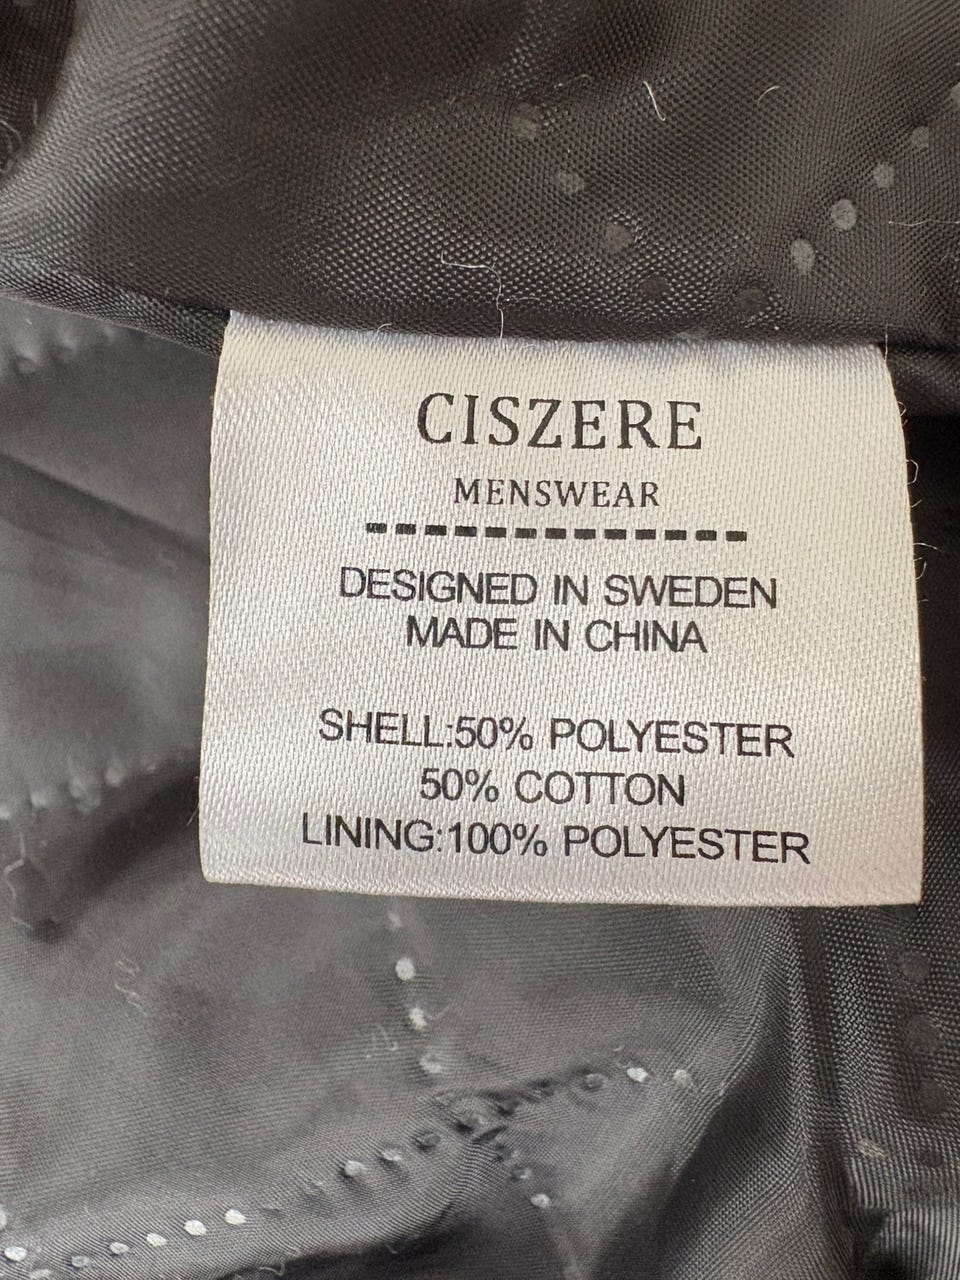 CISZERE
MENSWEAR
DESIGNED IN SWEDEN
MADE IN CHINA
SHELL:50% POLYESTER
50% COTTON
LINING:100% POLYESTER